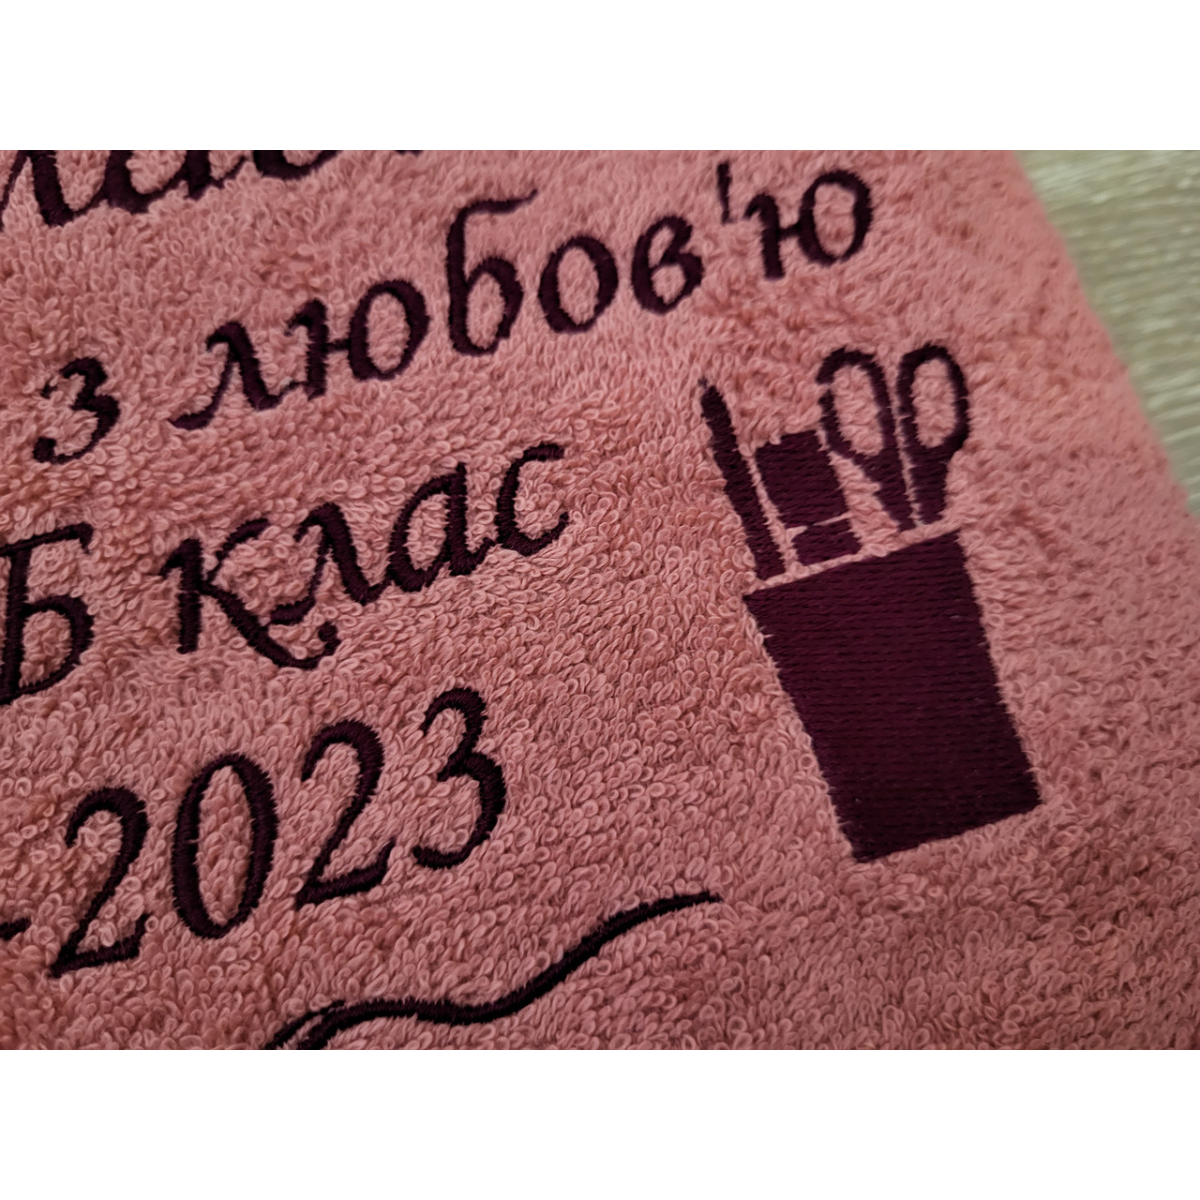 з любов'ю
Б клас
-2023